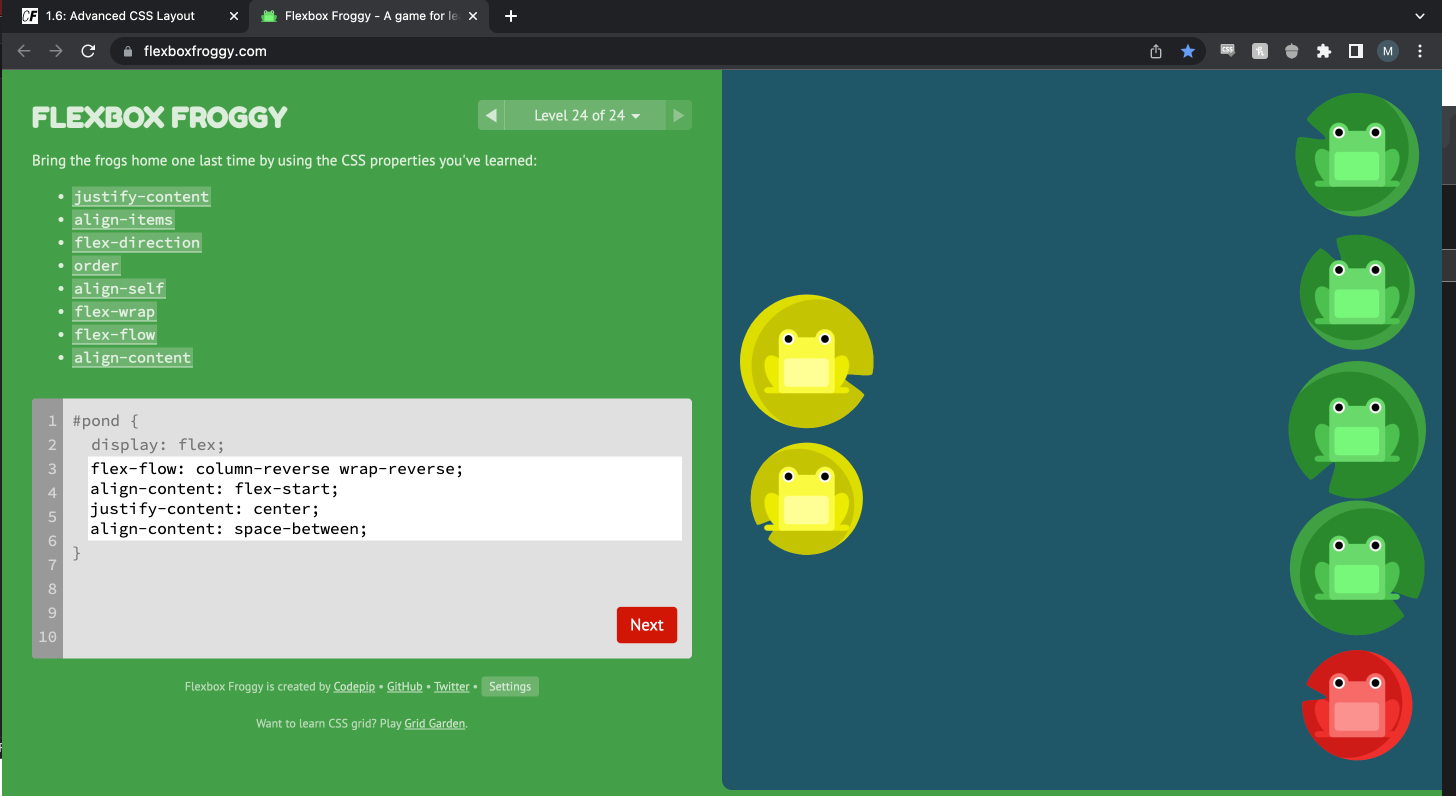 1.6: Advanced CSS Layout
Flexbox Froggy - A game for le
flexboxfroggy.com
CSS
M
FLEXBOX FROGGY
Level 24 of 24
Bring the frogs home one last time by using the CSS properties you've learned:
• justify-content
• align-items
• flex-direction
• order
• align-self
• flex-wrap
• flex-flow
• align-content
1 #pond {
2 display: flex;
3 flex-flow: column-reverse wrap-reverse;
4 align-content: flex-start;
5 justify-content: center;
6 align-content: space-between;
7 }
8
9
10
Next
Flexbox Froggy is created by Codepip • GitHub • Twitter • Settings
Want to learn CSS grid? Play Grid Garden.